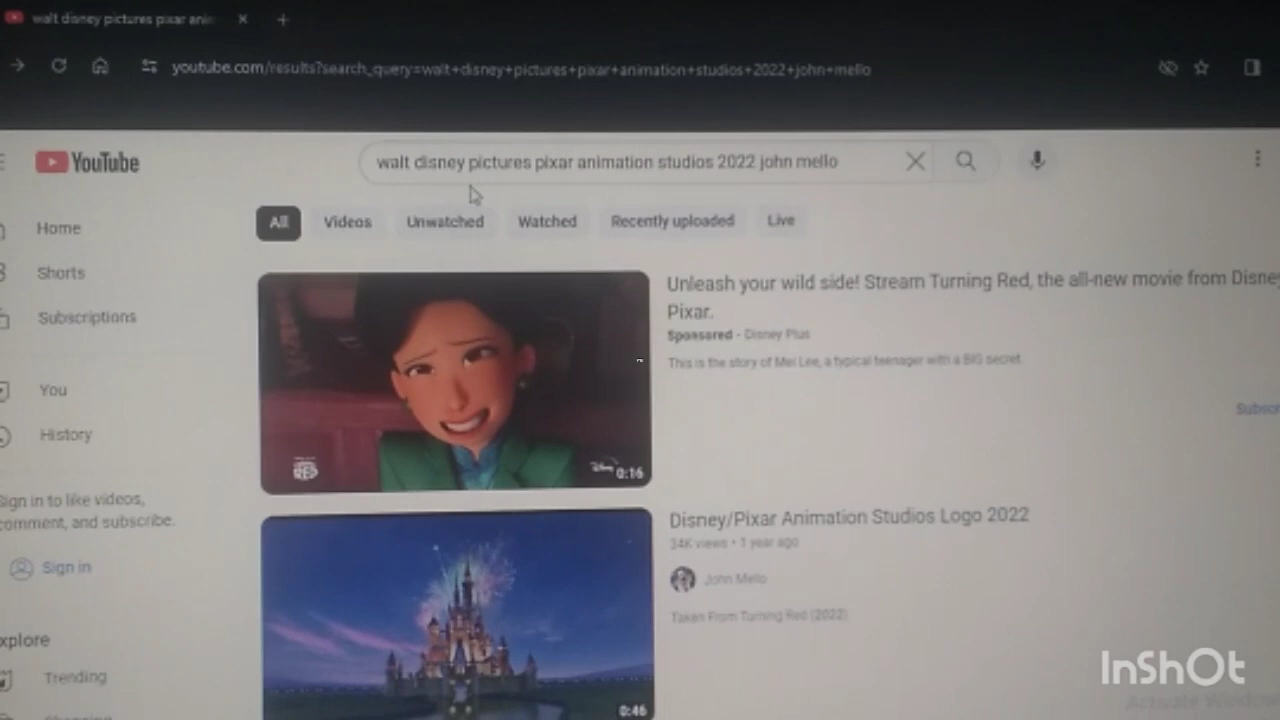 walt disney pictures pixar anim
youtube.com/results?search_query=walt+disney+pictures+pixar+animation+studios+2022+john+mello
YouTube
walt disney pictures pixar animation studios 2022 john mello
All
Videos
Unwatched
Watched
Recently uploaded
Live
Home
Shorts
Subscriptions
You
History
Sign in to like videos,
comment, and subscribe.
Sign in
xplore
Trending
RED
Disney
0:16
Unleash your wild side! Stream Turning Red, the all-new movie from Disne
Pixar.
Sponsored - Disney Plus
This is the story of Mei Lee, a typical teenager with a BIG secret.
Subscr
0:46
Disney/Pixar Animation Studios Logo 2022
34K views • 1 year ago
John Mello
Taken From Turning Red (2022)
InShOt
Activate Window